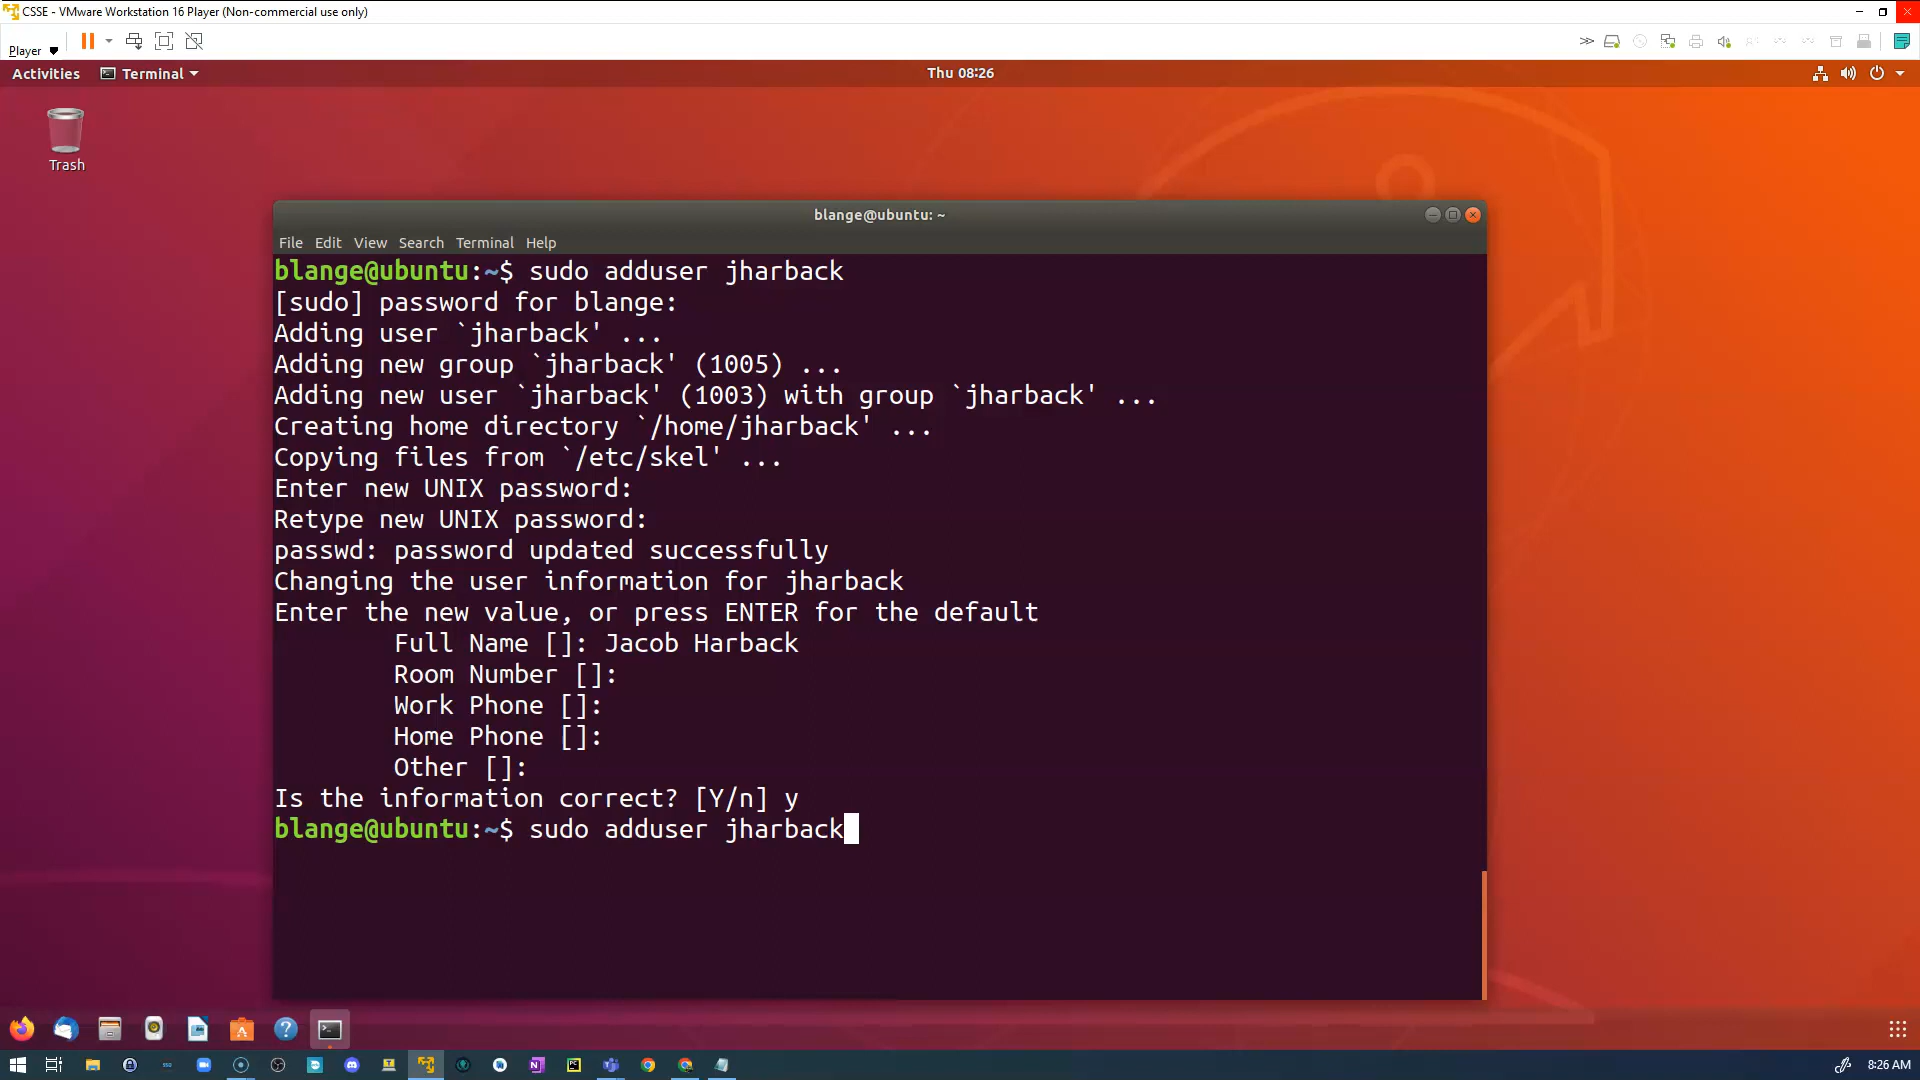 CSSE - VMware Workstation 16 Player (Non-commercial use only)
Player
Activities
Terminal
Thu 08:26
Trash
blange@ubuntu: ~
File Edit View Search Terminal Help
blange@ubuntu:~$ sudo adduser jharback
[sudo] password for blange:
Adding user `jharback' ...
Adding new group `jharback' (1005) ...
Adding new user `jharback' (1003) with group `jharback' ...
Creating home directory `/home/jharback' ...
Copying files from `/etc/skel' ...
Enter new UNIX password:
Retype new UNIX password:
passwd: password updated successfully
Changing the user information for jharback
Enter the new value, or press ENTER for the default
Full Name []: Jacob Harback
Room Number []:
Work Phone []:
Home Phone []:
Other []:
Is the information correct? [Y/n] y
blange@ubuntu:~$ sudo adduser jharback
8:26 AM